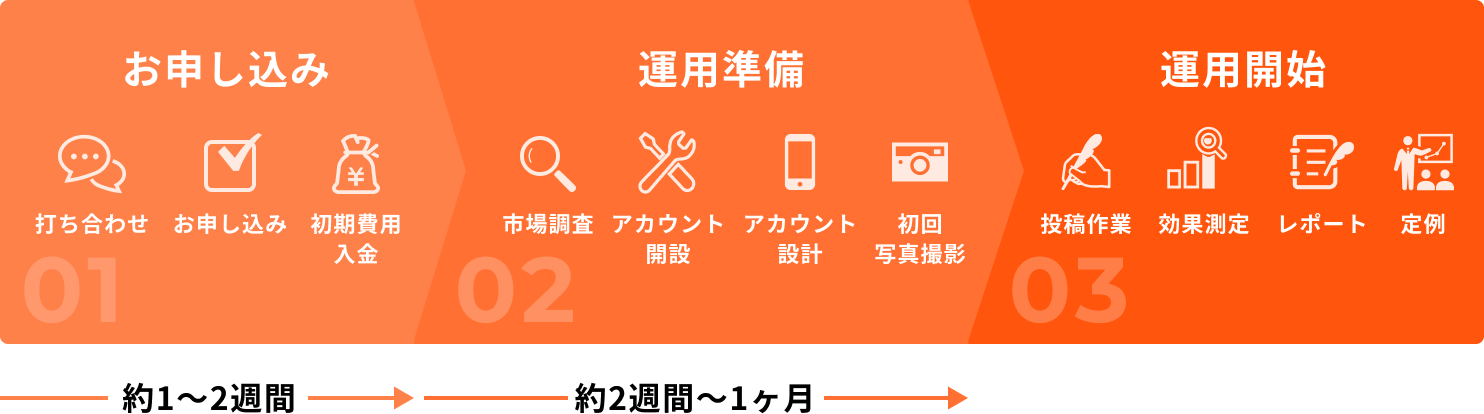 お申し込み
打ち合わせ
お申し込み
¥
初期費用
入金
01
運用準備
市場調査
アカウント
開設
アカウント
設計
初回
写真撮影
02
運用開始
投稿作業
効果測定
レポート
定例
03
約1〜2週間
約2週間〜1ヶ月